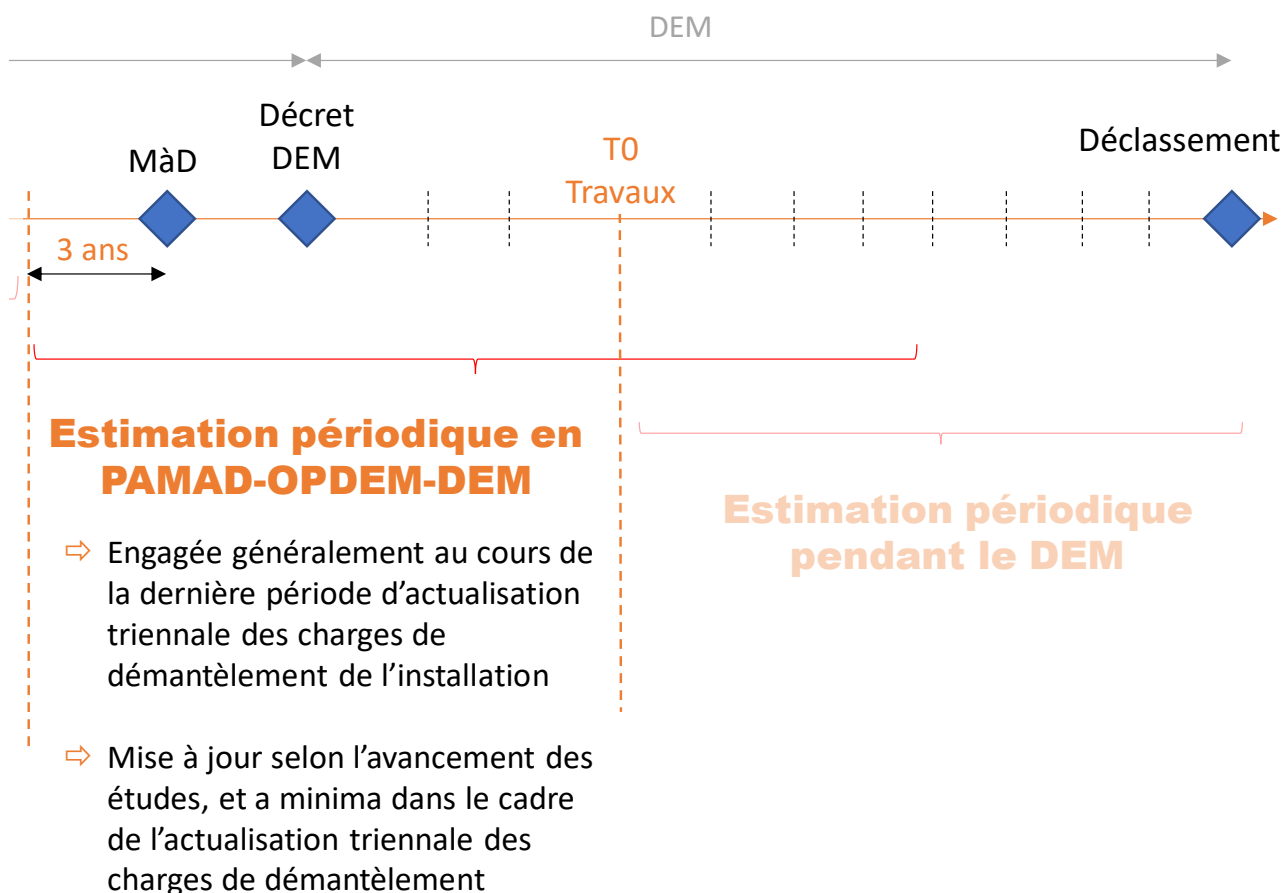 DEM
Décret
DEM
MàD
T0
Travaux
Déclassement
3 ans
Estimation périodique en
PAMAD-OPDEM-DEM
⇨ Engagée généralement au cours de
la dernière période d’actualisation
triennale des charges de
démantèlement de l’installation
⇨ Mise à jour selon l’avancement des
études, et a minima dans le cadre
de l’actualisation triennale des
charges de démantèlement
Estimation périodique
pendant le DEM